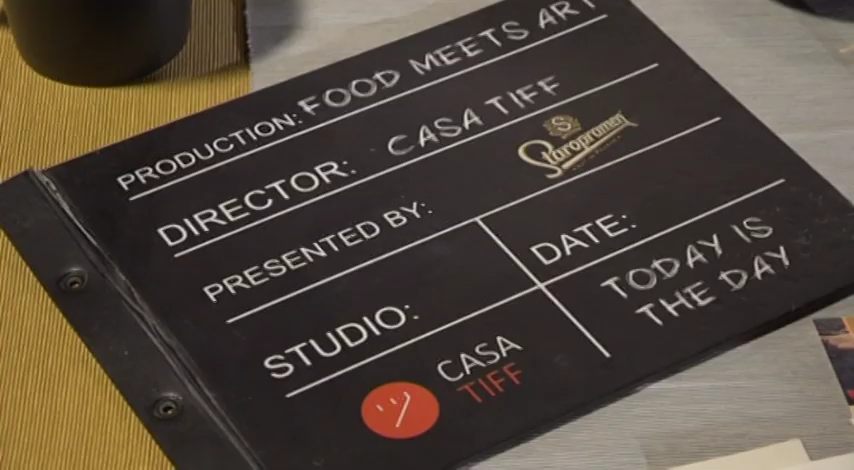 PRODUCTION: FOOD MEETS ART
DIRECTOR: CASA TIFF
PRESENTED BY: Staropramen
STUDIO:
CASA
TIFF
DATE:
TODAY IS
THE DAY